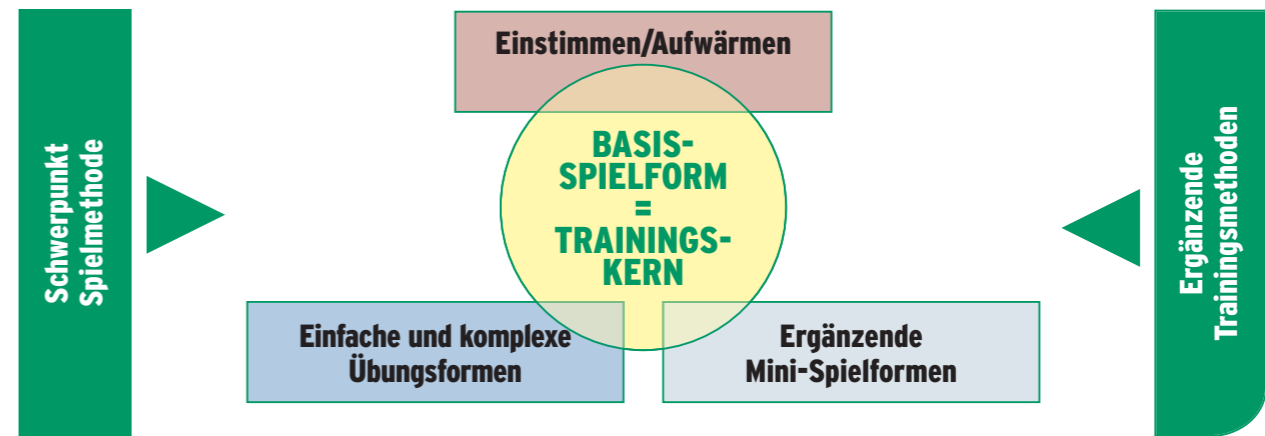 Schwerpunkt
Spielmethode
Einstimmen/Aufwärmen
BASIS-
SPIELFORM
=
TRAININGS-
KERN
Einfache und komplexe
Übungsformen
Ergänzende
Mini-Spielformen
Ergänzende
Trainingsmethoden